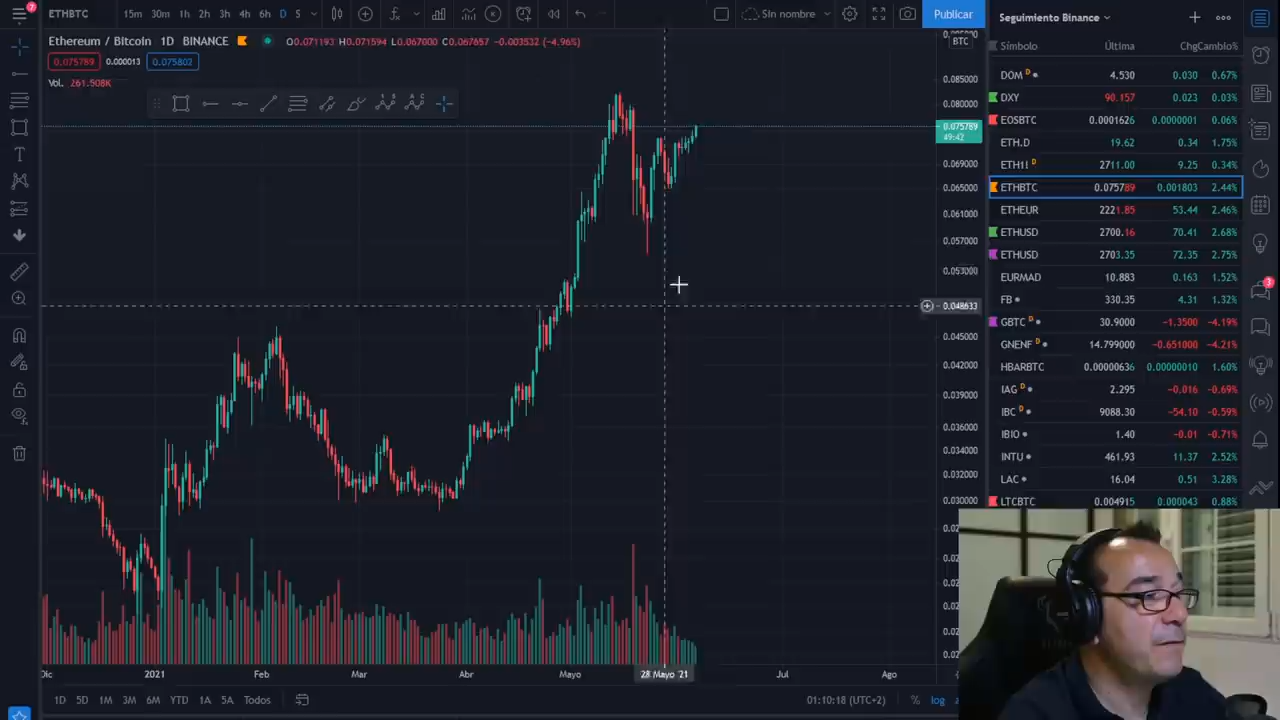 7
ETHBTC 15m 30m 1h 2h 3h 4h 6h D 5 Sin nombre Publicar
Ethereum / Bitcoin 1D BINANCE O0.071193 H0.071594 L0.067000 C0.067657 −0.003532 (−4.96%)
0.075789 0.000013 0.075802
Vol. 261.508K
BTC
0.085000
0.080000
0.075789
49:42
0.069000
0.065000
0.061000
0.057000
0.053000
0.048633
0.045000
0.042000
0.039000
0.036000
0.034000
0.032000
0.030000
2021 Feb Mar Abr Mayo 28 Mayo '21 Jul Ago
1D 5D 1M 3M 6M YTD 1A 5A Todos 01:10:18 (UTC+2) % log
Seguimiento Binance
Símbolo Última Chg Cambio%
DOM D 4.530 0.030 0.67%
DXY 90.157 0.023 0.03%
EOSBTC 0.0001626 0.0000001 0.06%
ETH.D 19.62 0.34 1.75%
ETH1! D 2711.00 9.25 0.34%
ETHBTC 0.075789 0.001803 2.44%
ETHEUR 2221.85 53.44 2.46%
ETHUSD 2700.16 70.41 2.68%
ETHUSD 2703.35 72.35 2.75%
EURMAD 10.883 0.163 1.52%
FB 330.35 4.31 1.32%
GBTC D 30.9000 −1.3500 −4.19%
GNENF D 14.799000 −0.651000 −4.21%
HBARBTC 0.00000636 0.00000010 1.60%
IAG D 2.295 −0.016 −0.69%
IBC D 9088.30 −54.10 −0.59%
IBIO 1.40 −0.01 −0.71%
INTU 461.93 11.37 2.52%
LAC 16.04 0.51 3.28%
LTCBTC 0.004915 0.000043 0.88%
3